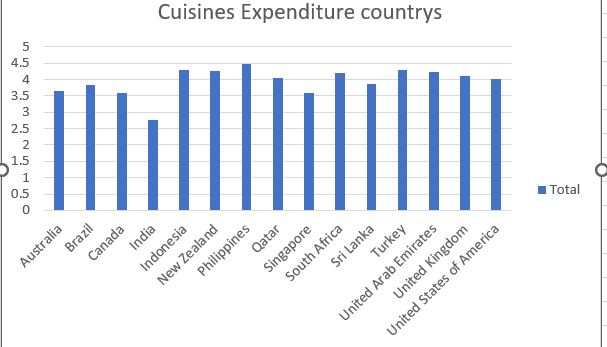 Cuisines Expenditure countrys
5
4.5
4
3.5
3
2.5
2
1.5
1
0.5
0
Total
Australia
Brazil
Canada
India
Indonesia
New Zealand
Philippines
Qatar
Singapore
South Africa
Sri Lanka
Turkey
United Arab Emirates
United Kingdom
United States of America